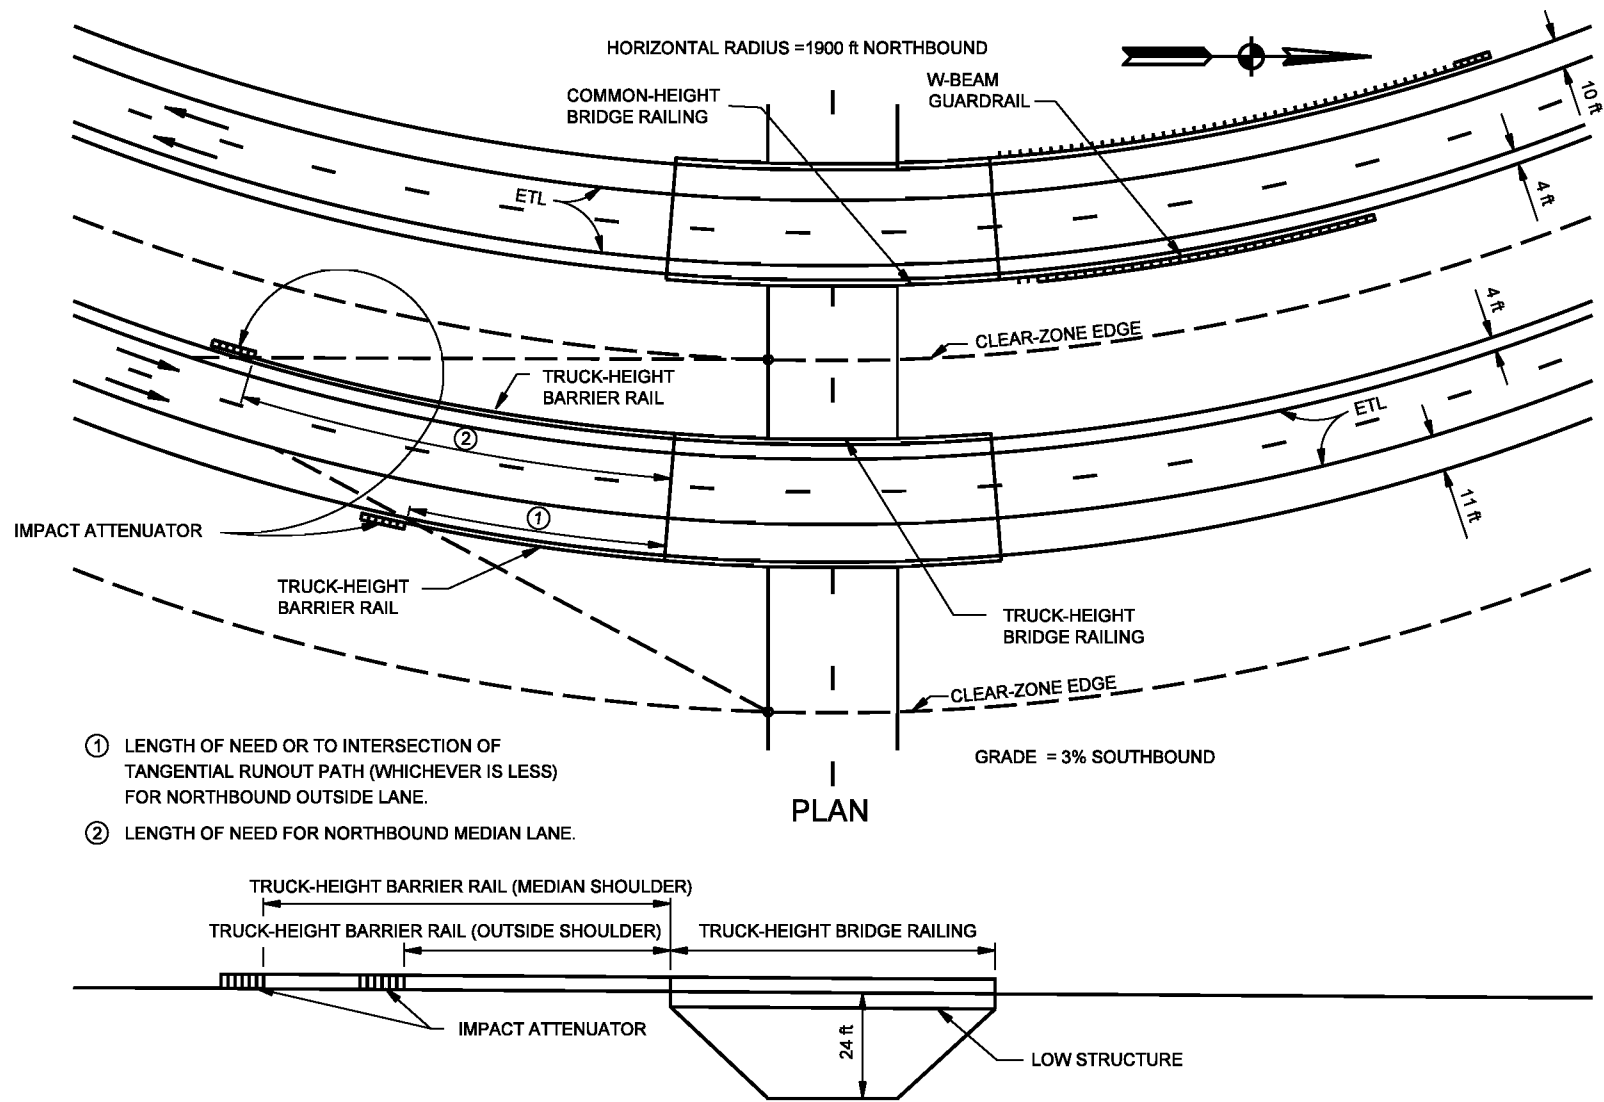 HORIZONTAL RADIUS =1900 ft NORTHBOUND
COMMON-HEIGHT
BRIDGE RAILING
W-BEAM
GUARDRAIL
10 ft
ETL
4 ft
4 ft
CLEAR-ZONE EDGE
TRUCK-HEIGHT
BARRIER RAIL
ETL
2
1
11 ft
IMPACT ATTENUATOR
TRUCK-HEIGHT
BARRIER RAIL
TRUCK-HEIGHT
BRIDGE RAILING
CLEAR-ZONE EDGE
1 LENGTH OF NEED OR TO INTERSECTION OF
TANGENTIAL RUNOUT PATH (WHICHEVER IS LESS)
FOR NORTHBOUND OUTSIDE LANE.
GRADE = 3% SOUTHBOUND
PLAN
2 LENGTH OF NEED FOR NORTHBOUND MEDIAN LANE.
TRUCK-HEIGHT BARRIER RAIL (MEDIAN SHOULDER)
TRUCK-HEIGHT BARRIER RAIL (OUTSIDE SHOULDER)
TRUCK-HEIGHT BRIDGE RAILING
IMPACT ATTENUATOR
24 ft
LOW STRUCTURE